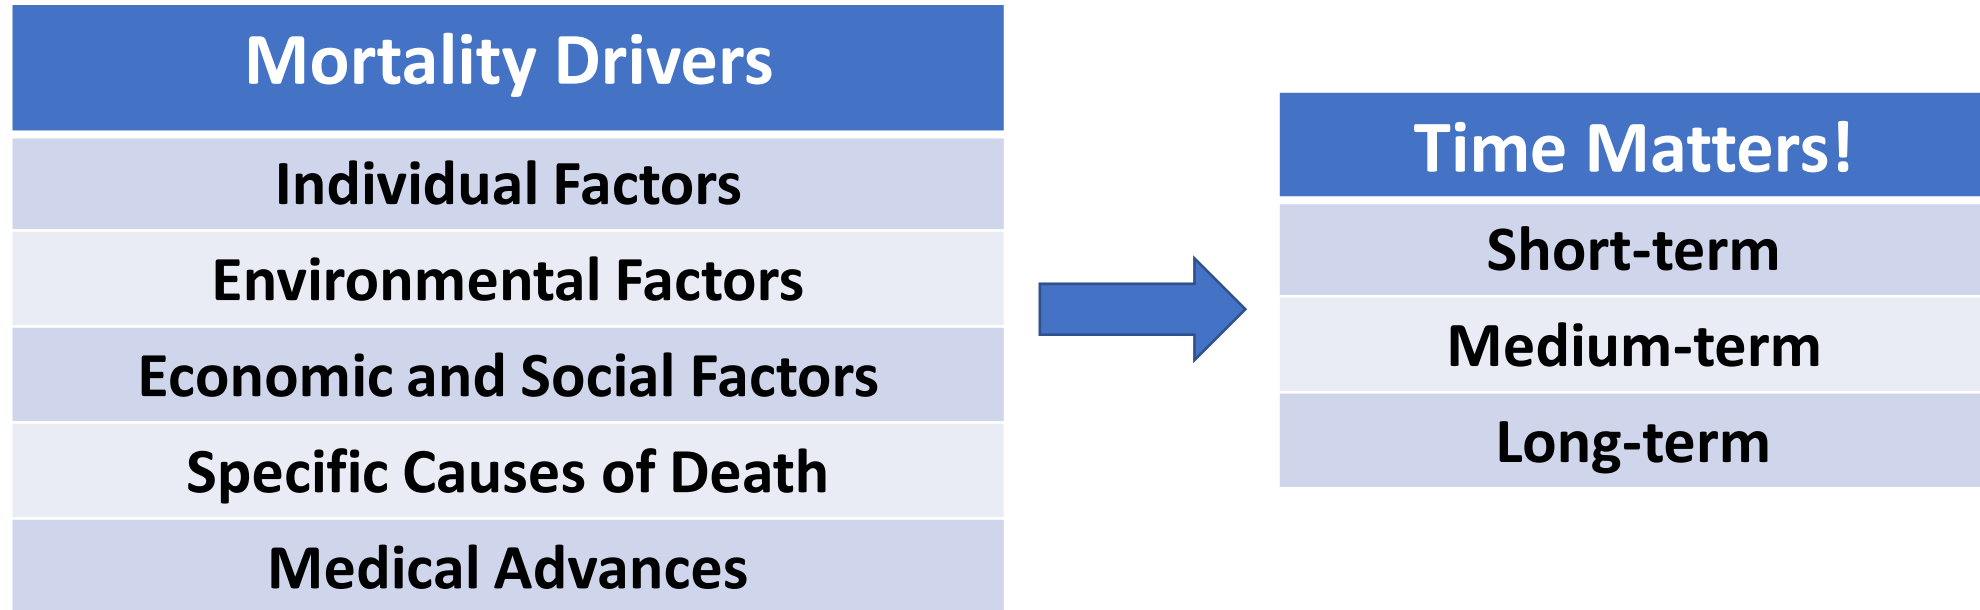 Mortality Drivers
Individual Factors
Environmental Factors
Economic and Social Factors
Specific Causes of Death
Medical Advances
Time Matters!
Short-term
Medium-term
Long-term